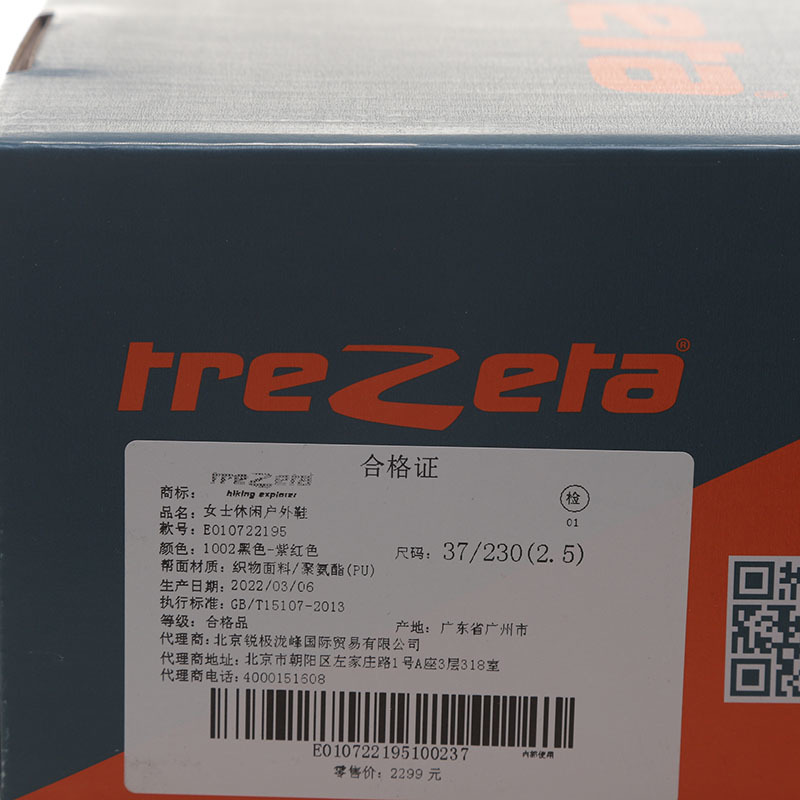 eta
treZeta®
合格证
商标: treZeta
hiking explorer
检
01
品名: 女士休闲户外鞋
款号: E010722195
颜色: 1002黑色-紫红色
尺码: 37/230(2.5)
帮面材质: 织物面料/聚氨酯(PU)
生产日期: 2022/03/06
执行标准: GB/T15107-2013
等级: 合格品
产地: 广东省广州市
代理商: 北京锐极泷峰国际贸易有限公司
代理商地址: 北京市朝阳区左家庄路1号A座3层318室
代理商电话: 4000151608
E010722195100237
内部使用
零售价: 2299 元